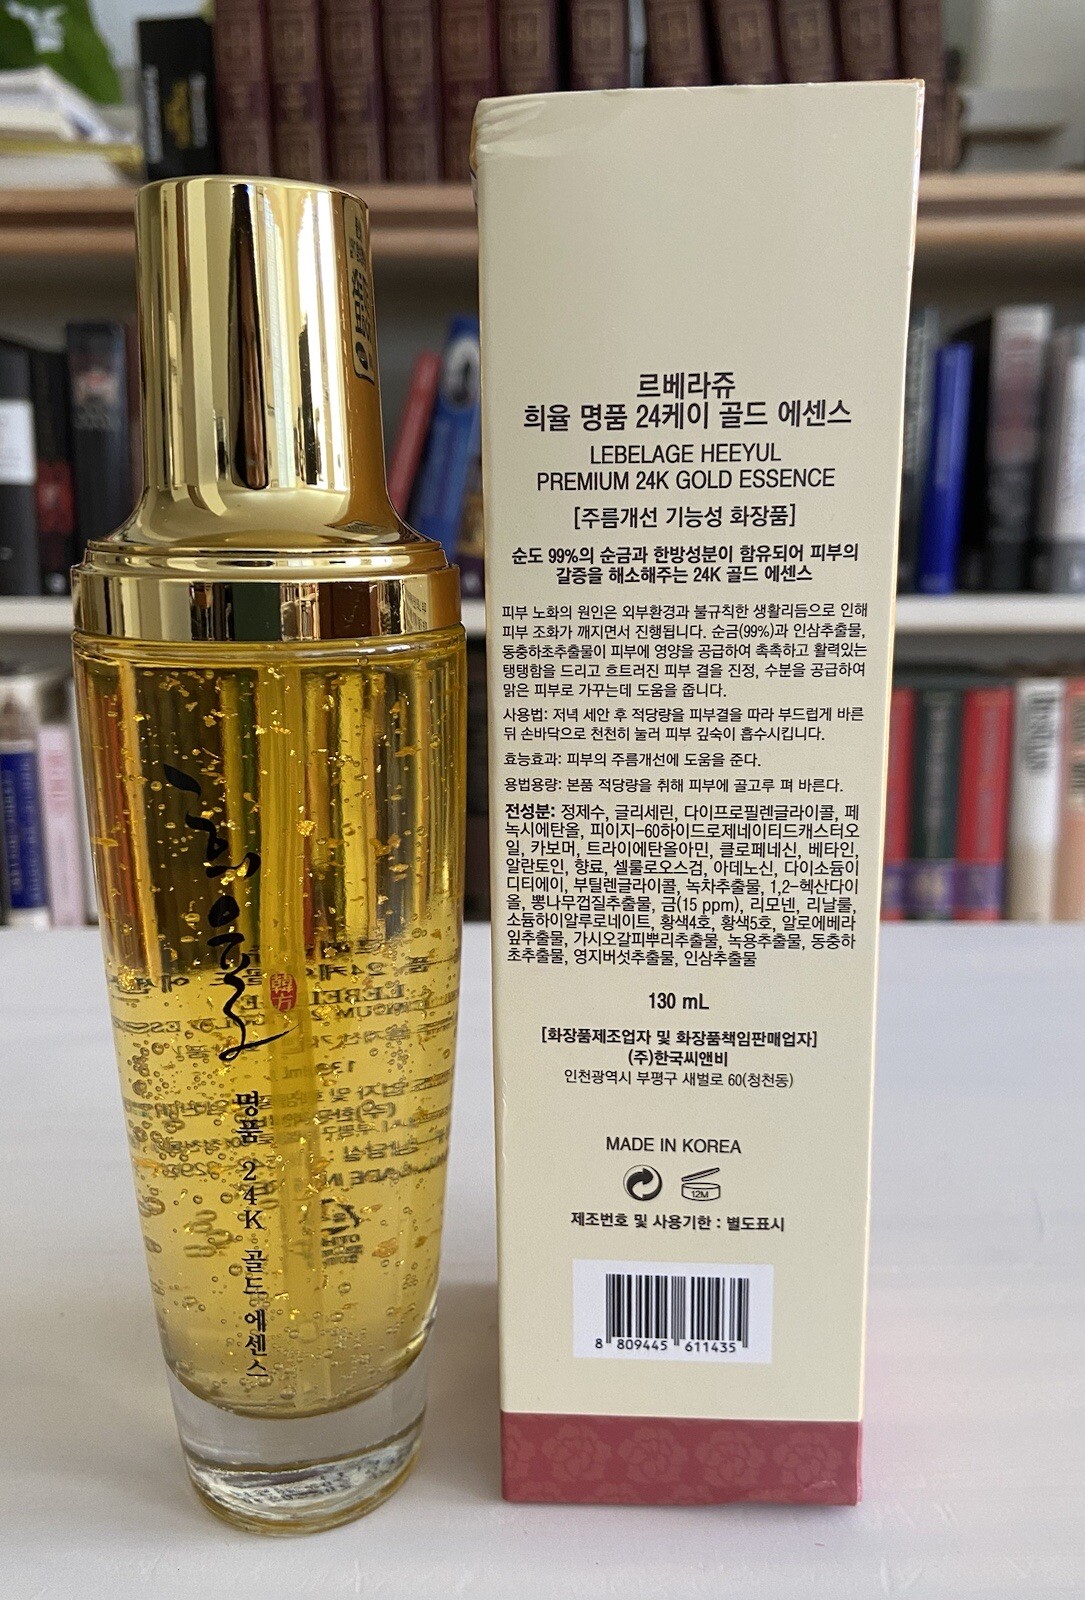 희율
韓方
명품 24K 골드 에센스
르베라쥬
희율 명품 24케이 골드 에센스
LEBELAGE HEEYUL
PREMIUM 24K GOLD ESSENCE
[주름개선 기능성 화장품]
순도 99%의 순금과 한방성분이 함유되어 피부의
갈증을 해소해주는 24K 골드 에센스
피부 노화의 원인은 외부환경과 불규칙한 생활리듬으로 인해
피부 조화가 깨지면서 진행됩니다. 순금(99%)과 인삼추출물,
동충하초추출물이 피부에 영양을 공급하여 촉촉하고 활력있는
탱탱함을 드리고 흐트러진 피부 결을 진정, 수분을 공급하여
맑은 피부로 가꾸는데 도움을 줍니다.
사용법: 저녁 세안 후 적당량을 피부결을 따라 부드럽게 바른
뒤 손바닥으로 천천히 눌러 피부 깊숙이 흡수시킵니다.
효능효과: 피부의 주름개선에 도움을 준다.
용법용량: 본품 적당량을 취해 피부에 골고루 펴 바른다.
전성분: 정제수, 글리세린, 다이프로필렌글라이콜, 페
녹시에탄올, 피이지-60하이드로제네이티드캐스터오
일, 카보머, 트라이에탄올아민, 클로페네신, 베타인,
알란토인, 향료, 셀룰로오스검, 아데노신, 다이소듐이
디티에이, 부틸렌글라이콜, 녹차추출물, 1,2-헥산다이
올, 뽕나무껍질추출물, 금(15 ppm), 리모넨, 리날룰,
소듐하이알루로네이트, 황색4호, 황색5호, 알로에베라
잎추출물, 가시오갈피뿌리추출물, 녹용추출물, 동충하
초추출물, 영지버섯추출물, 인삼추출물
130 mL
[화장품제조업자 및 화장품책임판매업자]
(주)한국씨앤비
인천광역시 부평구 새벌로 60(청천동)
MADE IN KOREA
12M
제조번호 및 사용기한 : 별도표시
8 809445 611435